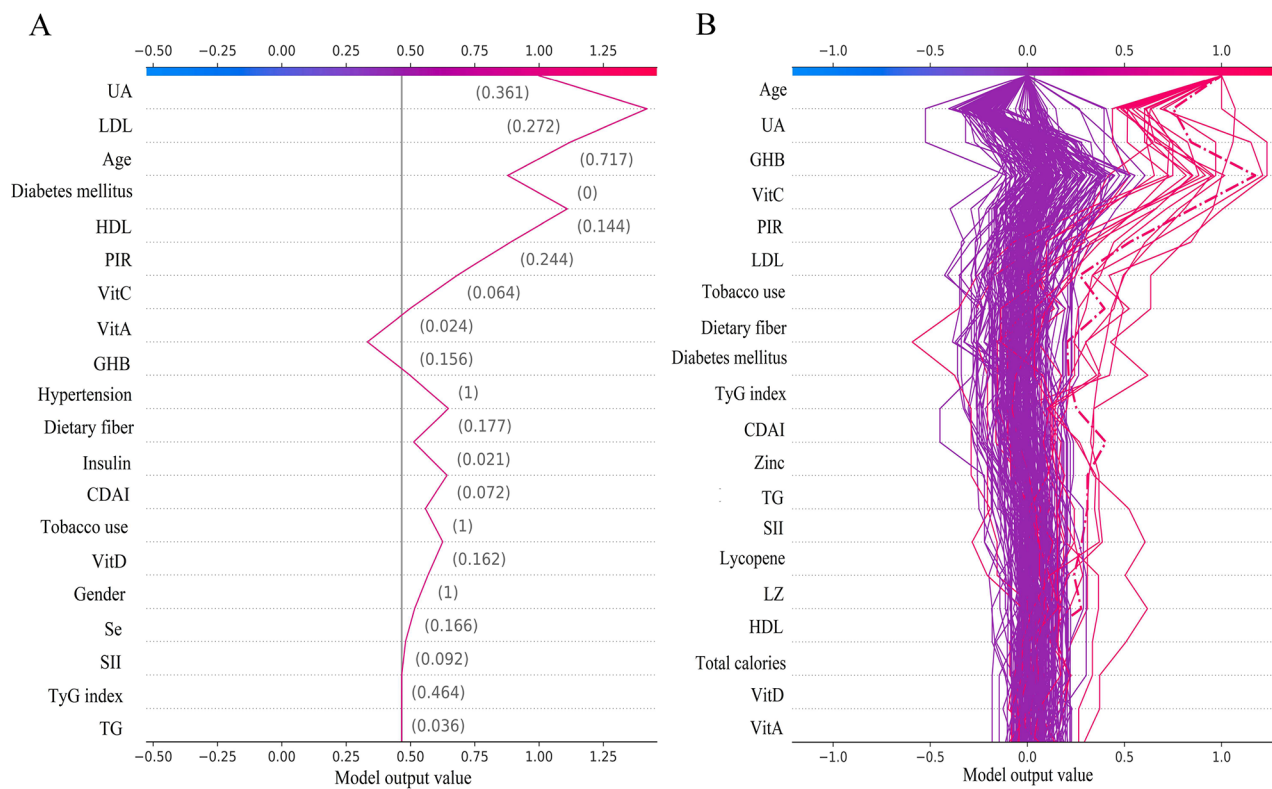 A
−0.50 −0.25 0.00 0.25 0.50 0.75 1.00 1.25
UA (0.361)
LDL (0.272)
Age (0.717)
Diabetes mellitus (0)
HDL (0.144)
PIR (0.244)
VitC (0.064)
VitA (0.024)
GHB (0.156)
Hypertension (1)
Dietary fiber (0.177)
Insulin (0.021)
CDAI (0.072)
Tobacco use (1)
VitD (0.162)
Gender (1)
Se (0.166)
SII (0.092)
TyG index (0.464)
TG (0.036)
−0.50 −0.25 0.00 0.25 0.50 0.75 1.00 1.25
Model output value
B
−1.0 −0.5 0.0 0.5 1.0
Age
UA
GHB
VitC
PIR
LDL
Tobacco use
Dietary fiber
Diabetes mellitus
TyG index
CDAI
Zinc
TG
SII
Lycopene
LZ
HDL
Total calories
VitD
VitA
−1.0 −0.5 0.0 0.5 1.0
Model output value